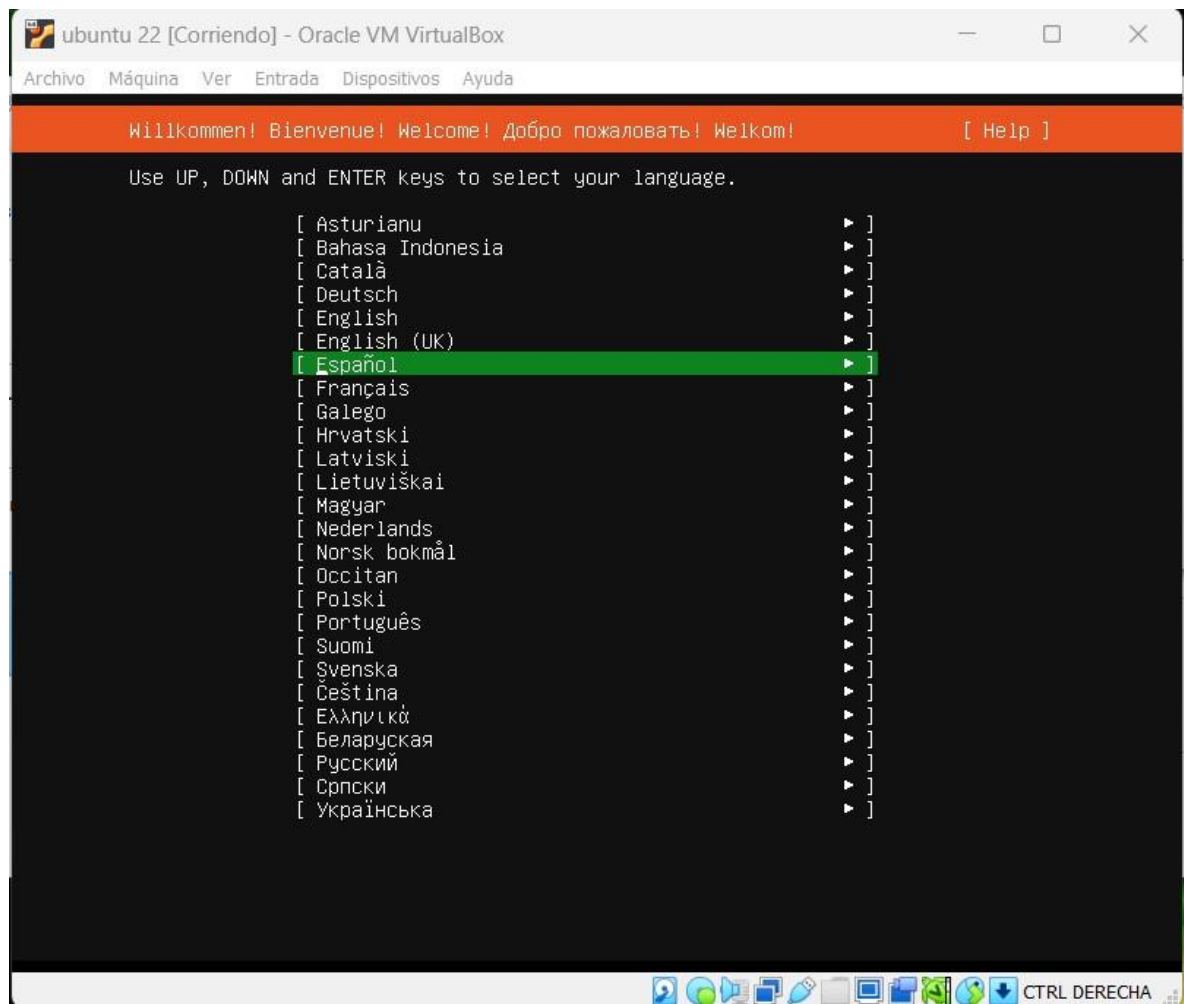 ubuntu 22 [Corriendo] - Oracle VM VirtualBox
Archivo Máquina Ver Entrada Dispositivos Ayuda
Willkommen! Bienvenue! Welcome! Добро пожаловать! Welkom! [ Help ]
Use UP, DOWN and ENTER keys to select your language.
[ Asturianu ► ]
[ Bahasa Indonesia ► ]
[ Català ► ]
[ Deutsch ► ]
[ English ► ]
[ English (UK) ► ]
[ Español ► ]
[ Français ► ]
[ Galego ► ]
[ Hrvatski ► ]
[ Latviski ► ]
[ Lietuviškai ► ]
[ Magyar ► ]
[ Nederlands ► ]
[ Norsk bokmål ► ]
[ Occitan ► ]
[ Polski ► ]
[ Português ► ]
[ Suomi ► ]
[ Svenska ► ]
[ Čeština ► ]
[ Ελληνικά ► ]
[ Беларуская ► ]
[ Русский ► ]
[ Српски ► ]
[ Українська ► ]
CTRL DERECHA